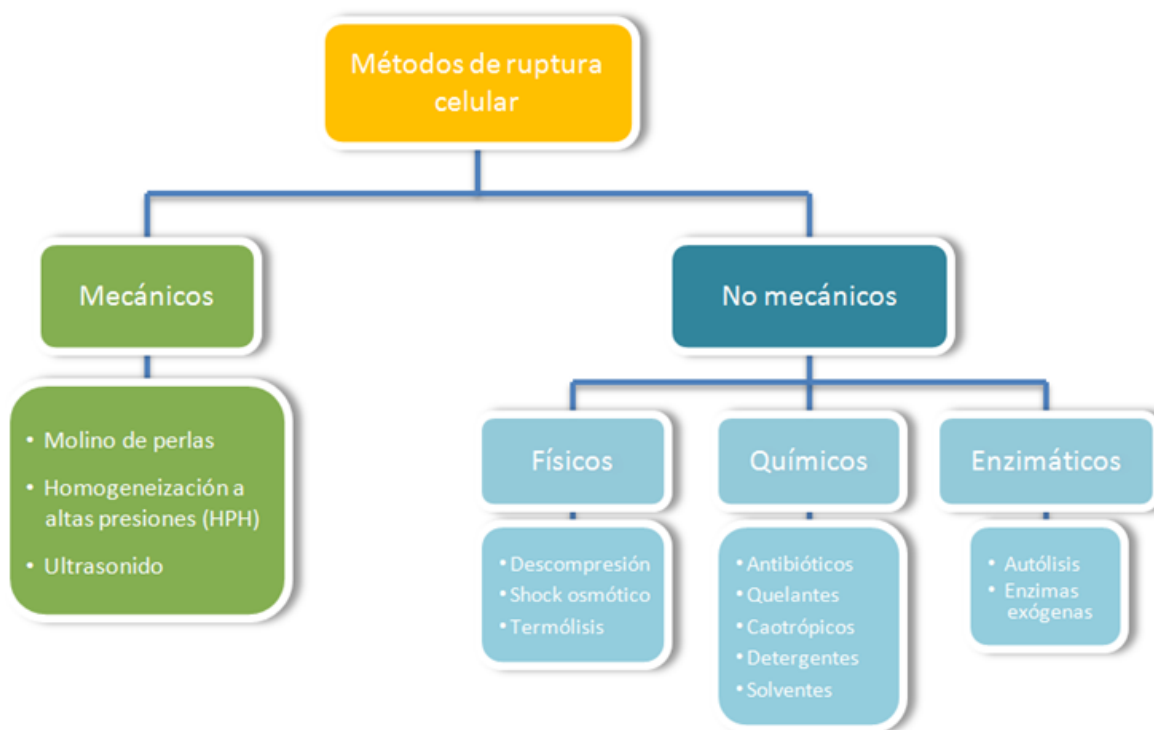 Métodos de ruptura
celular
Mecánicos
No mecánicos
• Molino de perlas
• Homogeneización a
altas presiones (HPH)
• Ultrasonido
Físicos
Químicos
Enzimáticos
• Descompresión
• Shock osmótico
• Termólisis
• Antibióticos
• Quelantes
• Caotrópicos
• Detergentes
• Solventes
• Autólisis
• Enzimas
exógenas